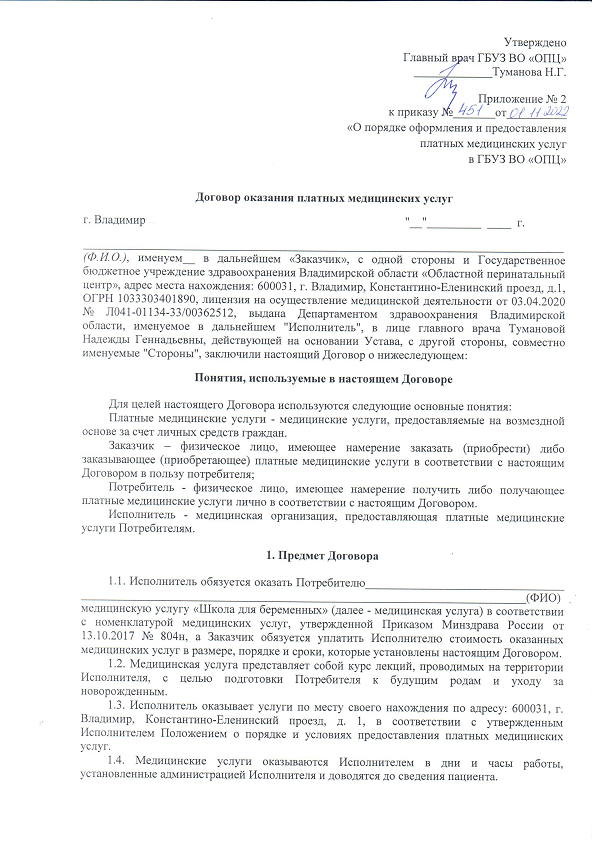 Утверждено
Главный врач ГБУЗ ВО «ОПЦ»
_____________Туманова Н.Г.
Приложение № 2
к приказу № 451 от 01.11.2022
«О порядке оформления и предоставления
платных медицинских услуг
в ГБУЗ ВО «ОПЦ»
Договор оказания платных медицинских услуг
г. Владимир "__"_________ ____ г.
(Ф.И.О.), именуем__ в дальнейшем «Заказчик», с одной стороны и Государственное
бюджетное учреждение здравоохранения Владимирской области «Областной перинатальный
центр», адрес места нахождения: 600031, г. Владимир, Константино-Еленинский проезд, д.1,
ОГРН 1033303401890, лицензия на осуществление медицинской деятельности от 03.04.2020
№ Л041-01134-33/00362512, выдана Департаментом здравоохранения Владимирской
области, именуемое в дальнейшем "Исполнитель", в лице главного врача Тумановой
Надежды Геннадьевны, действующей на основании Устава, с другой стороны, совместно
именуемые "Стороны", заключили настоящий Договор о нижеследующем:
Понятия, используемые в настоящем Договоре
Для целей настоящего Договора используются следующие основные понятия:
Платные медицинские услуги - медицинские услуги, предоставляемые на возмездной
основе за счет личных средств граждан.
Заказчик – физическое лицо, имеющее намерение заказать (приобрести) либо
заказывающее (приобретающее) платные медицинские услуги в соответствии с настоящим
Договором в пользу потребителя;
Потребитель - физическое лицо, имеющее намерение получить либо получающее
платные медицинские услуги лично в соответствии с настоящим Договором.
Исполнитель - медицинская организация, предоставляющая платные медицинские
услуги Потребителям.
1. Предмет Договора
1.1. Исполнитель обязуется оказать Потребителю_________________________________
__________________________________________________________________________(ФИО)
медицинскую услугу «Школа для беременных» (далее - медицинская услуга) в соответствии
с номенклатурой медицинских услуг, утвержденной Приказом Минздрава России от
13.10.2017 № 804н, а Заказчик обязуется уплатить Исполнителю стоимость оказанных
медицинских услуг в размере, порядке и сроки, которые установлены настоящим Договором.
1.2. Медицинская услуга представляет собой курс лекций, проводимых на территории
Исполнителя, с целью подготовки Потребителя к будущим родам и уходу за
новорожденным.
1.3. Исполнитель оказывает услуги по месту своего нахождения по адресу: 600031, г.
Владимир, Константино-Еленинский проезд, д. 1, в соответствии с утвержденным
Исполнителем Положением о порядке и условиях предоставления платных медицинских
услуг.
1.4. Медицинские услуги оказываются Исполнителем в дни и часы работы,
установленные администрацией Исполнителя и доводятся до сведения пациента.